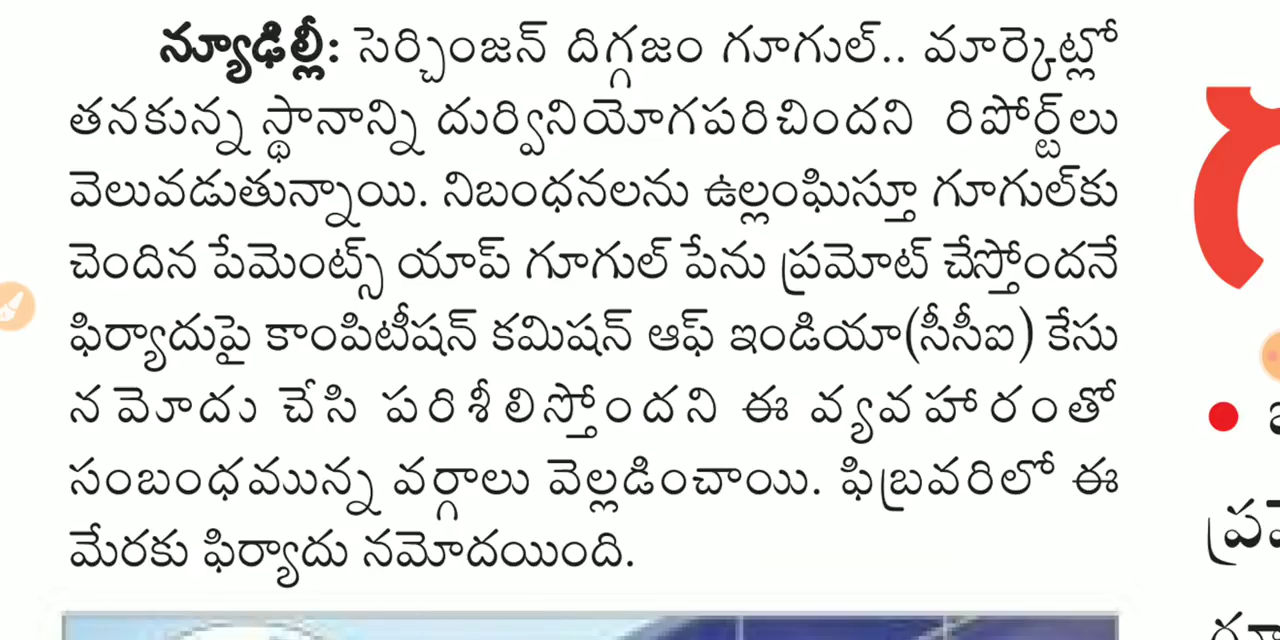 న్యూఢిల్లీ: సెర్చింజన్ దిగ్గజం గూగుల్.. మార్కెట్లో
తనకున్న స్థానాన్ని దుర్వినియోగపరిచిందని రిపోర్ట్‌లు
వెలువడుతున్నాయి. నిబంధనలను ఉల్లంఘిస్తూ గూగుల్‌కు
చెందిన పేమెంట్స్ యాప్ గూగుల్ పేను ప్రమోట్ చేస్తోందనే
ఫిర్యాదుపై కాంపిటీషన్ కమిషన్ ఆఫ్ ఇండియా(సీసీఐ) కేసు
నమోదు చేసి పరిశీలిస్తోందని ఈ వ్యవహారంతో
సంబంధమున్న వర్గాలు వెల్లడించాయి. ఫిబ్రవరిలో ఈ
మేరకు ఫిర్యాదు నమోదయింది.